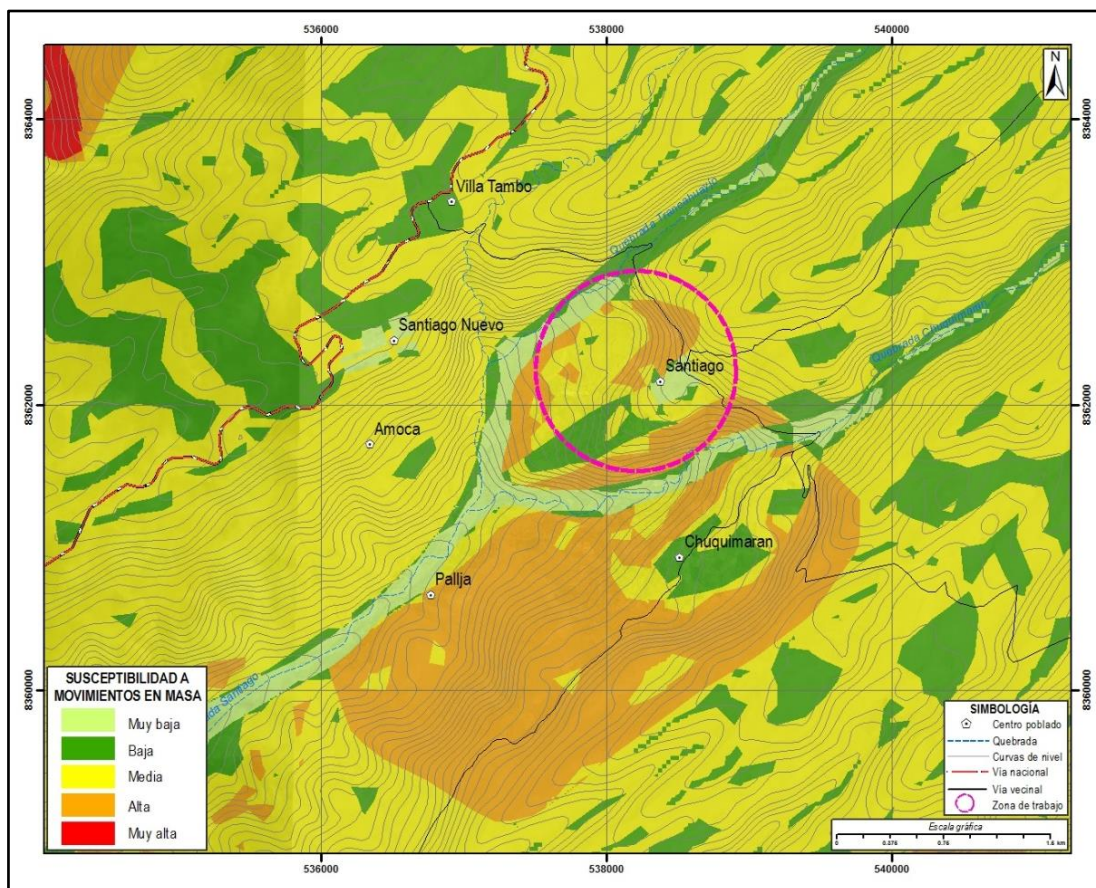 536000
538000
540000
N
8364000
8364000
Villa Tambo
Santiago Nuevo
Santiago
8362000
8362000
Amoca
Chuquimaran
Pallja
8360000
8360000
SUSCEPTIBILIDAD A
MOVIMIENTOS EN MASA
Muy baja
Baja
Media
Alta
Muy alta
Santiago
SIMBOLOGÍA
Centro poblado
Quebrada
Curvas de nivel
Vía nacional
Vía vecinal
Zona de trabajo
Escala gráfica
536000
538000
540000
Quebrada
Quebrada